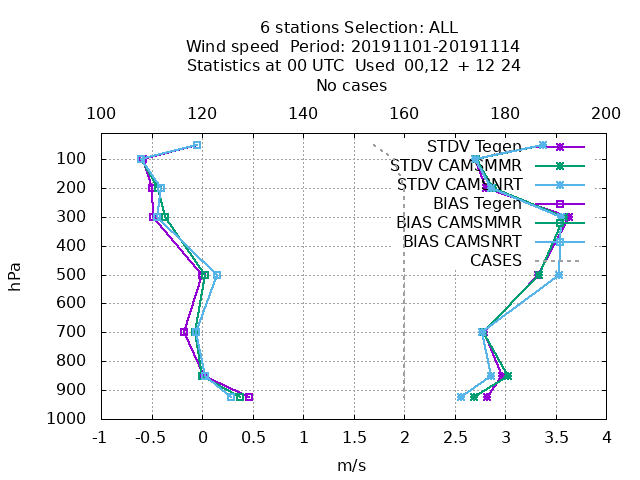 6 stations Selection: ALL
Wind speed  Period: 20191101-20191114
Statistics at 00 UTC  Used  00,12  + 12 24
No cases
100 120 140 160 180 200
STDV Tegen
STDV CAMSMMR
STDV CAMSNRT
BIAS Tegen
BIAS CAMSMMR
BIAS CAMSNRT
CASES
hPa
100
200
300
400
500
600
700
800
900
1000
-1 -0.5 0 0.5 1 1.5 2 2.5 3 3.5 4
m/s